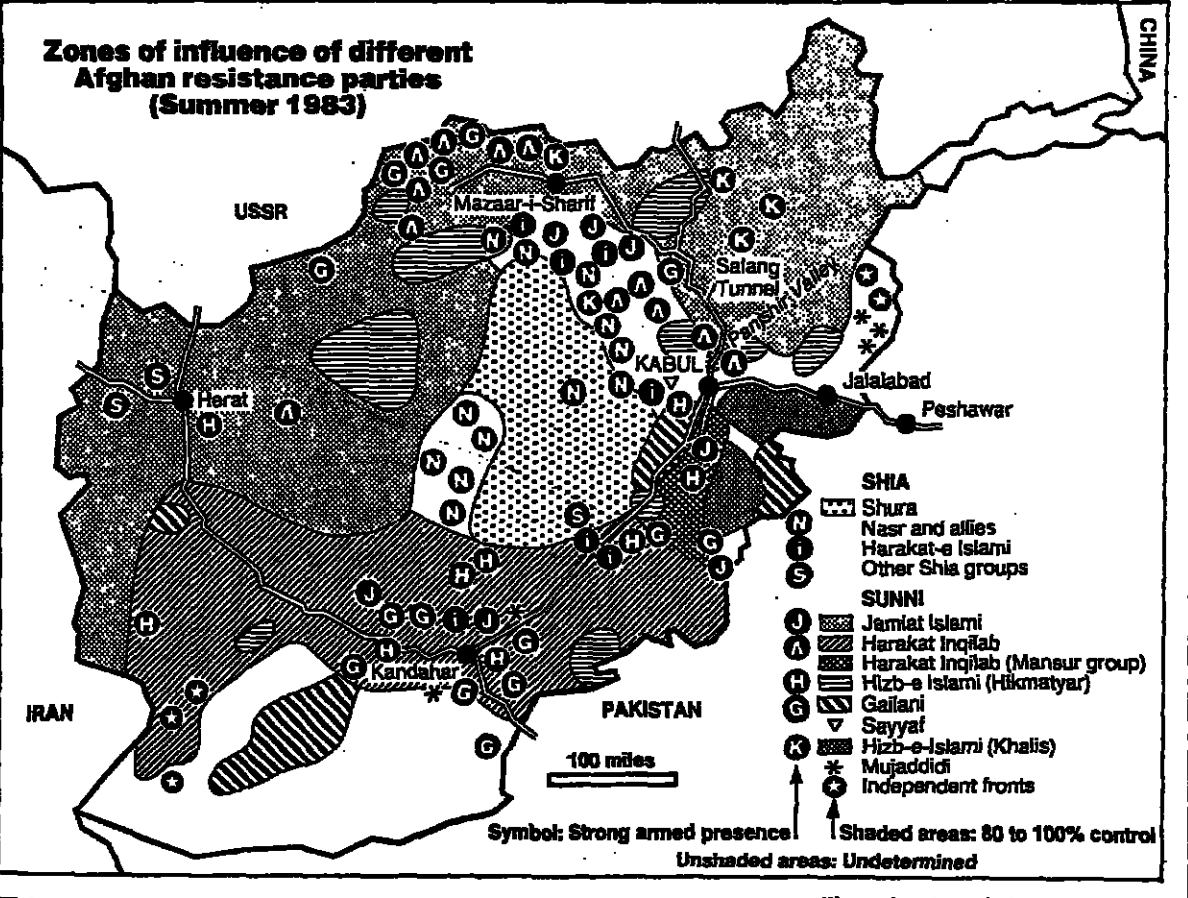 Zones of influence of different
Afghan resistance parties
(Summer 1983)
CHINA
USSR
Mazaar-i-Sharif
Salang
Tunnel
Panjshir Valley
KABUL
Jalalabad
Peshawar
Herat
Kandahar
IRAN
PAKISTAN
100 miles
SHIA
Shura
N Nasr and allies
i Harakat-e Islami
S Other Shia groups
SUNNI
J Jamiat Islami
Λ Harakat Inqilab
Harakat Inqilab (Mansur group)
H Hizb-e Islami (Hikmatyar)
G Gailani
Sayyaf
K Hizb-e-Islami (Khalis)
Mujaddidi
Independent fronts
Symbol: Strong armed presence
Shaded areas: 80 to 100% control
Unshaded areas: Undetermined